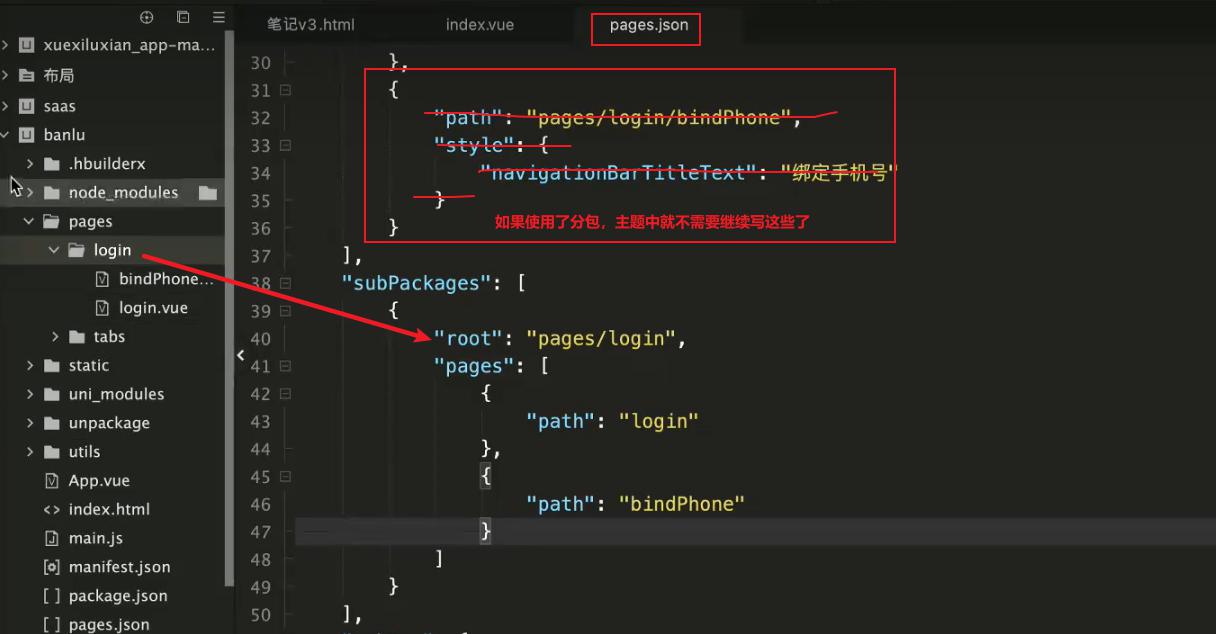 笔记v3.html
index.vue
pages.json
xuexiluxian_app-ma...
布局
saas
banlu
.hbuilderx
node_modules
pages
login
bindPhone...
login.vue
tabs
static
uni_modules
unpackage
utils
App.vue
index.html
main.js
manifest.json
package.json
pages.json
30 },
31 {
32 "path": "pages/login/bindPhone",
33 "style": {
34 "navigationBarTitleText": "绑定手机号"
35 }
如果使用了分包，主题中就不需要继续写这些了
36 }
37 ],
38 "subPackages": [
39 {
40 "root": "pages/login",
41 "pages": [
42 {
43 "path": "login"
44 },
45 {
46 "path": "bindPhone"
47 }
48 ]
49 }
50 ],